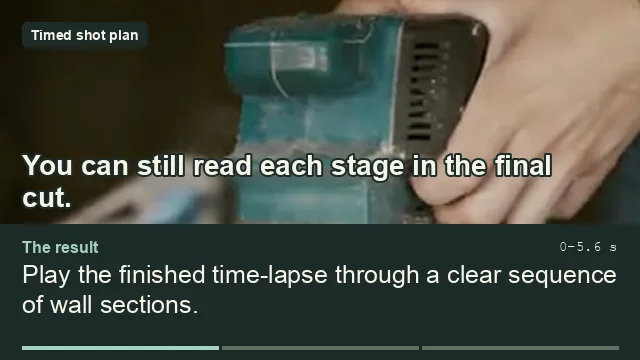 Timed shot plan
You can still read each stage in the final
cut.
The result
0–5.6 s
Play the finished time-lapse through a clear sequence
of wall sections.